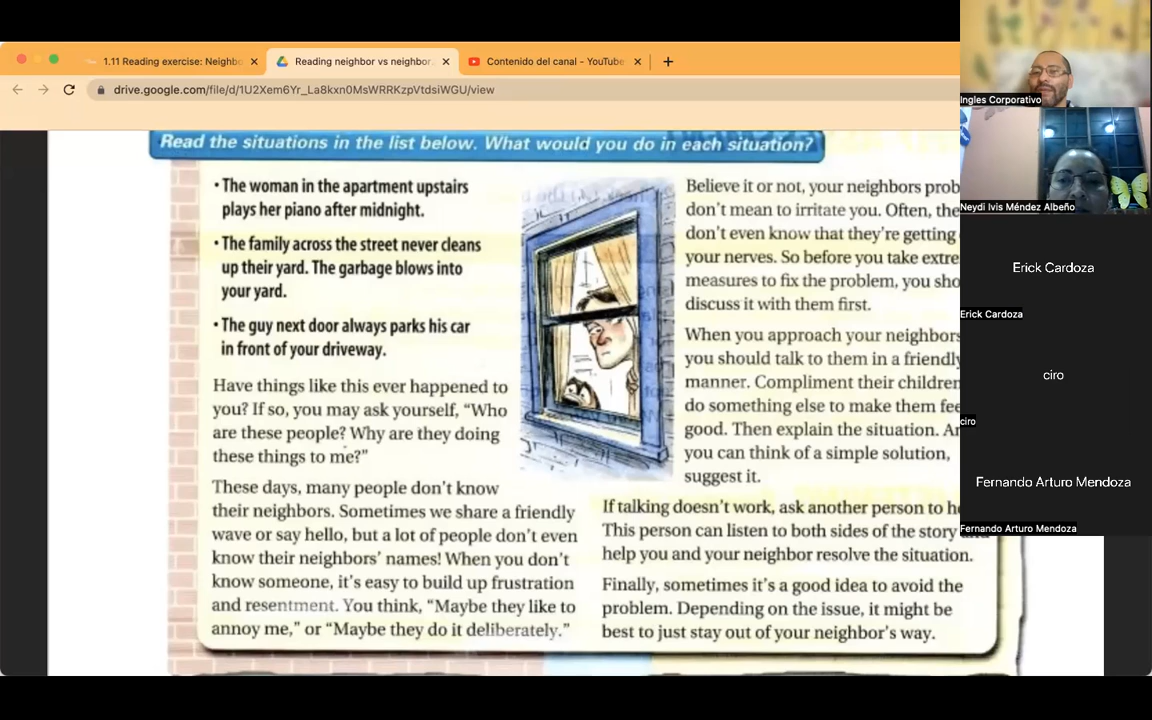 1.11 Reading exercise: Neighb
Reading neighbor vs neighbor
Contenido del canal - YouTube
drive.google.com/file/d/1U2Xem6Yr_La8kxn0MsWRRKzpVtdsiWGU/view
Read the situations in the list below. What would you do in each situation?
• The woman in the apartment upstairs
plays her piano after midnight.
• The family across the street never cleans
up their yard. The garbage blows into
your yard.
• The guy next door always parks his car
in front of your driveway.
Have things like this ever happened to
you? If so, you may ask yourself, “Who
are these people? Why are they doing
these things to me?”
These days, many people don’t know
their neighbors. Sometimes we share a friendly
wave or say hello, but a lot of people don’t even
know their neighbors’ names! When you don’t
know someone, it’s easy to build up frustration
and resentment. You think, “Maybe they like to
annoy me,” or “Maybe they do it deliberately.”
Believe it or not, your neighbors prob
don’t mean to irritate you. Often, the
don’t even know that they’re getting
your nerves. So before you take extre
measures to fix the problem, you sho
discuss it with them first.
When you approach your neighbors
you should talk to them in a friendly
manner. Compliment their children
do something else to make them fee
good. Then explain the situation. An
you can think of a simple solution,
suggest it.
If talking doesn’t work, ask another person to he
This person can listen to both sides of the story
help you and your neighbor resolve the situation.
Finally, sometimes it’s a good idea to avoid the
problem. Depending on the issue, it might be
best to just stay out of your neighbor’s way.
Ingles Corporativo
Neydi Ivis Méndez Albeño
Erick Cardoza
Erick Cardoza
ciro
ciro
Fernando Arturo Mendoza
Fernando Arturo Mendoza